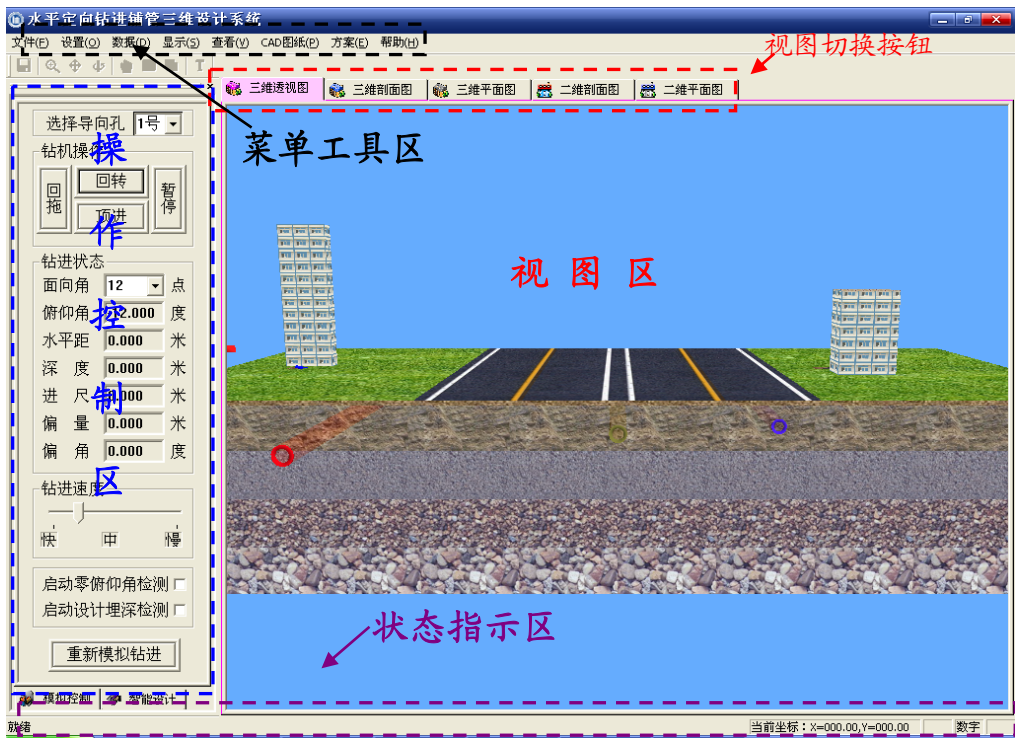 水平定向钻进铺管三维设计系统
文件(F) 设置(O) 数据(D) 显示(S) 查看(V) CAD图纸(P) 方案(E) 帮助(H)
视图切换按钮
三维透视图 三维剖面图 三维平面图 二维剖面图 二维平面图
菜单工具区
选择导向孔 1号
钻机操作
回拖 回转 暂停
顶进
操作控制区
视图区
钻进状态
面向角 12 点
俯仰角 12.000 度
水平距 0.000 米
深度 0.000 米
进尺 0.000 米
偏量 0.000 米
偏角 0.000 度
钻进速度
快 中 慢
启动零俯仰角检测
启动设计埋深检测
重新模拟钻进
状态指示区
模拟控制 智能设计
就绪 当前坐标：X=000.00,Y=000.00 数字